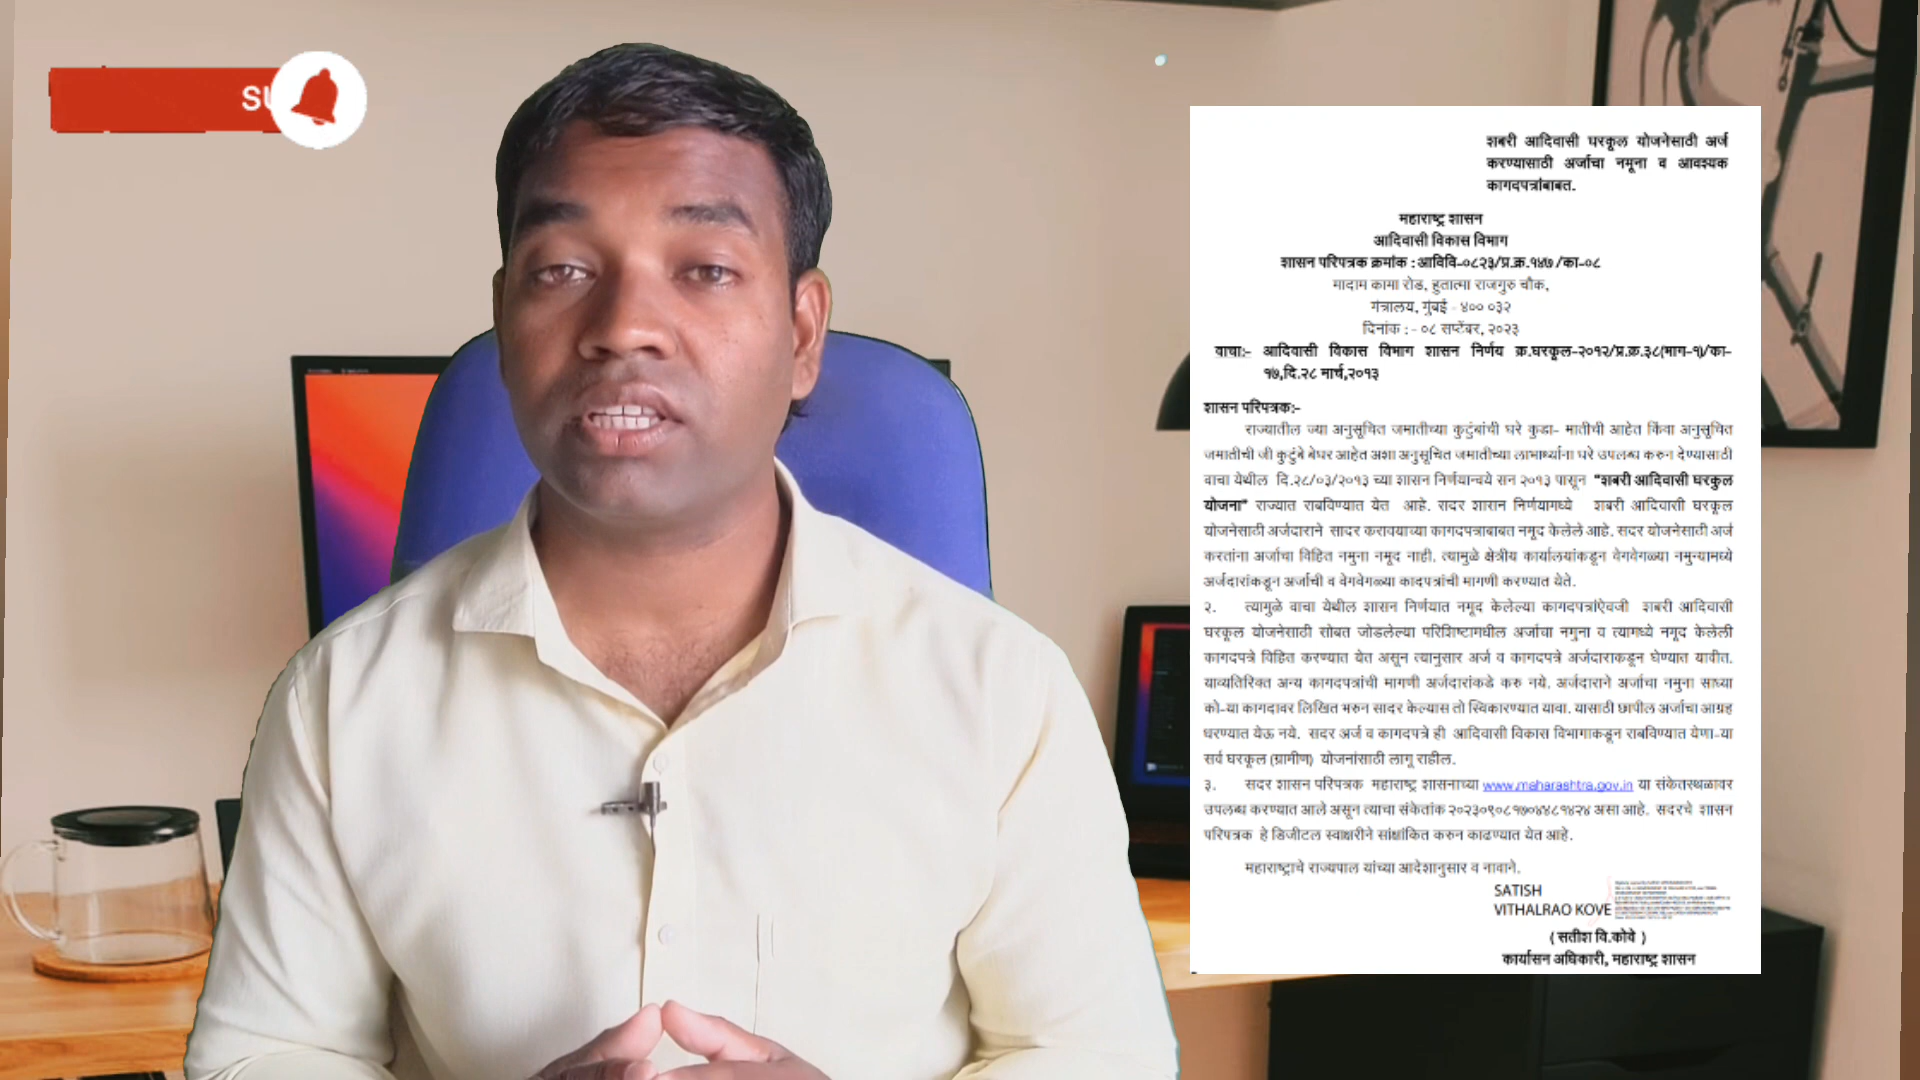 SU
शबरी आदिवासी घरकूल योजनेसाठी अर्ज
करण्यासाठी अर्जाचा नमूना व आवश्यक
कागदपत्रांबाबत.
महाराष्ट्र शासन
आदिवासी विकास विभाग
शासन परिपत्रक क्रमांक : आविवि-०८२३/प्र.क्र.१४७/का-०८
मादाम कामा रोड, हुतात्मा राजगुरु चौक,
मंत्रालय, मुंबई - ४०० ०३२
दिनांक : - ०८ सप्टेंबर, २०२३
वाचा:- आदिवासी विकास विभाग शासन निर्णय क्र.घरकूल-२०१२/प्र.क्र.३८(भाग-१)/का-
१७,दि.२८ मार्च,२०१३
शासन परिपत्रक:-
राज्यातील ज्या अनुसूचित जमातीच्या कुटुंबांची घरे कुडा- मातीची आहेत किंवा अनुसूचित
जमातीची जी कुटुंबे बेघर आहेत अशा अनुसूचित जमातीच्या लाभार्थ्यांना घरे उपलब्ध करुन देण्यासाठी
वाचा येथील दि.२८/०३/२०१३ च्या शासन निर्णयान्वये सन २०१३ पासून "शबरी आदिवासी घरकुल
योजना" राज्यात राबविण्यात येत आहे. सदर शासन निर्णयामध्ये शबरी आदिवासी घरकूल
योजनेसाठी अर्जदाराने सादर करावयाच्या कागदपत्राबाबत नमूद केलेले आहे. सदर योजनेसाठी अर्ज
करतांना अर्जाचा विहित नमुना नमूद नाही. त्यामुळे क्षेत्रीय कार्यालयांकडून वेगवेगळ्या नमुन्यामध्ये
अर्जदारांकडून अर्जाची व वेगवेगळ्या कादपत्रांची मागणी करण्यात येते.
२. त्यामुळे वाचा येथील शासन निर्णयात नमूद केलेल्या कागदपत्रांऐवजी शबरी आदिवासी
घरकूल योजनेसाठी सोबत जोडलेल्या परिशिष्टामधील अर्जाचा नमुना व त्यामध्ये नमूद केलेली
कागदपत्रे विहित करण्यात येत असून त्यानुसार अर्ज व कागदपत्रे अर्जदाराकडून घेण्यात यावीत.
याव्यतिरिक्त अन्य कागदपत्रांची मागणी अर्जदारांकडे करु नये. अर्जदाराने अर्जाचा नमुना साध्या
को-या कागदावर लिखित भरुन सादर केल्यास तो स्विकारण्यात यावा. यासाठी छापील अर्जाचा आग्रह
धरण्यात येऊ नये. सदर अर्ज व कागदपत्रे ही आदिवासी विकास विभागाकडून राबविण्यात येणा-या
सर्व घरकूल (ग्रामीण) योजनांसाठी लागू राहील.
३. सदर शासन परिपत्रक महाराष्ट्र शासनाच्या www.maharashtra.gov.in या संकेतस्थळावर
उपलब्ध करण्यात आले असून त्याचा संकेतांक २०२३०९०८१७०४४८१४२४ असा आहे. सदरचे शासन
परिपत्रक हे डिजीटल स्वाक्षरीने सांक्षांकित करुन काढण्यात येत आहे.
महाराष्ट्राचे राज्यपाल यांच्या आदेशानुसार व नावाने.
SATISH
VITHALRAO KOVE
( सतीश वि.कोवे )
कार्यासन अधिकारी, महाराष्ट्र शासन